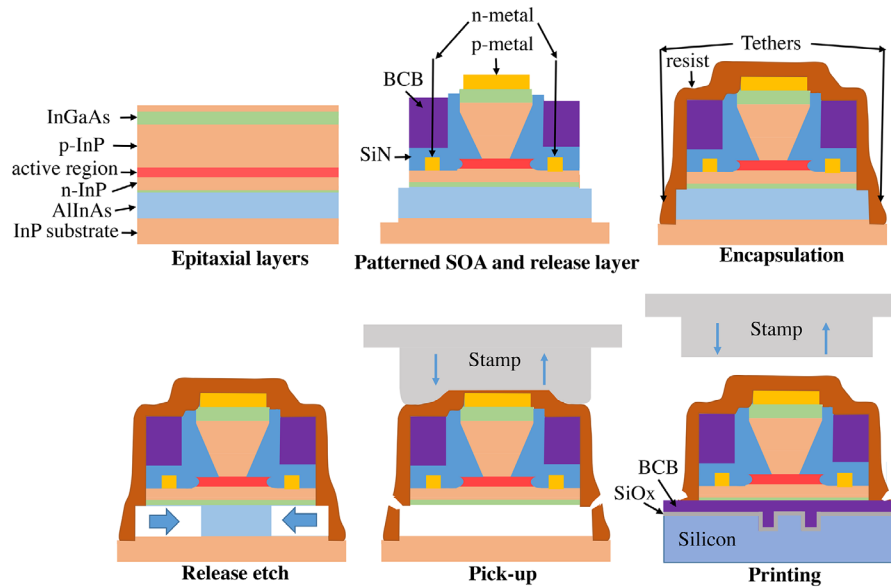 InGaAs
p-InP
active region
n-InP
AlInAs
InP substrate
Epitaxial layers
n-metal
p-metal
BCB
SiN
Patterned SOA and release layer
Tethers
resist
Encapsulation
Release etch
Stamp
Pick-up
Stamp
BCB
SiOx
Silicon
Printing